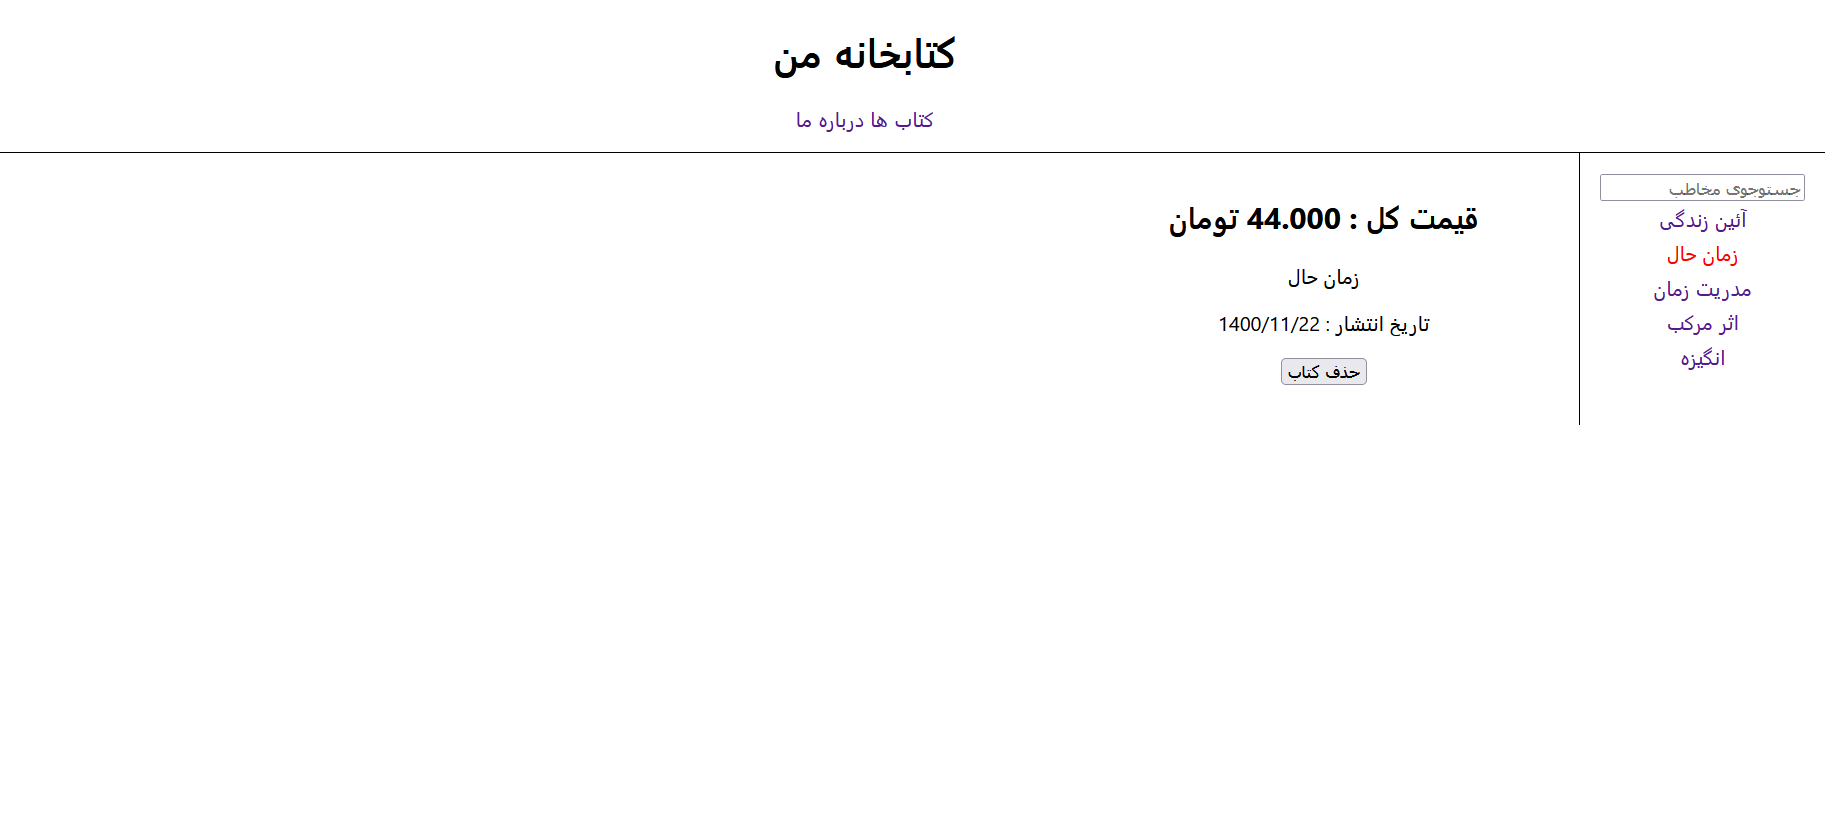 کتابخانه من
کتاب ها درباره ما
جستوجوی مخاطب
آئین زندگی
زمان حال
مدریت زمان
اثر مرکب
انگیزه
قیمت کل : 44.000 تومان
زمان حال
تاریخ انتشار : 1400/11/22
حذف کتاب